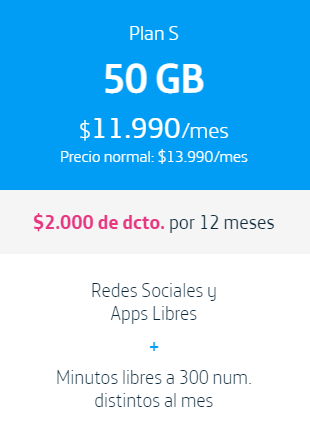 Plan S
50 GB
$11.990/mes
Precio normal: $13.990/mes
$2.000 de dcto. por 12 meses
Redes Sociales y
Apps Libres
+
Minutos libres a 300 num.
distintos al mes